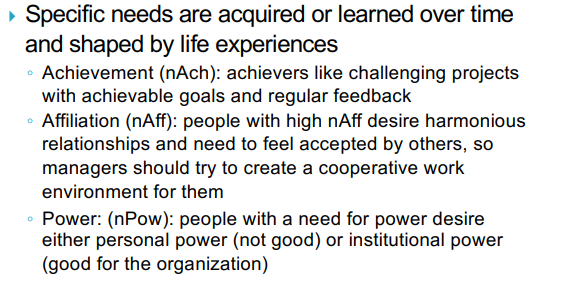 Specific needs are acquired or learned over time
and shaped by life experiences
Achievement (nAch): achievers like challenging projects
with achievable goals and regular feedback
Affiliation (nAff): people with high nAff desire harmonious
relationships and need to feel accepted by others, so
managers should try to create a cooperative work
environment for them
Power: (nPow): people with a need for power desire
either personal power (not good) or institutional power
(good for the organization)